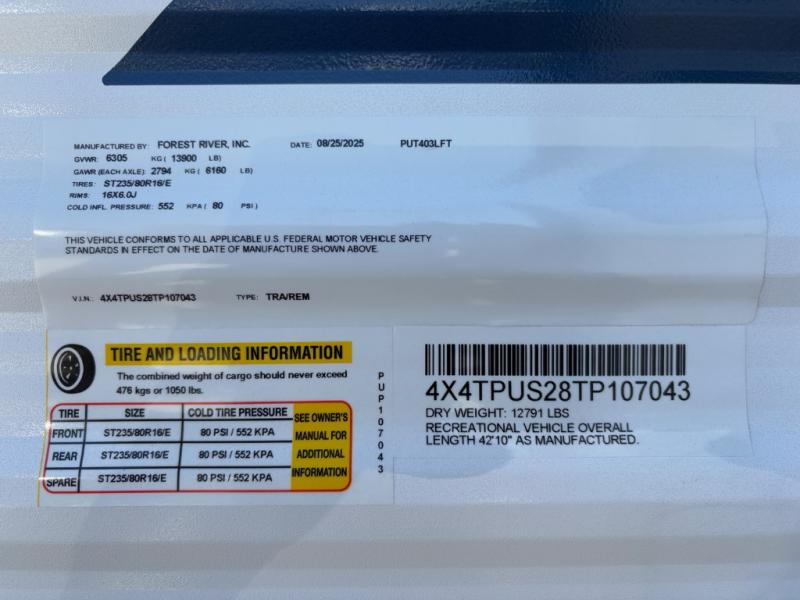 MANUFACTURED BY: FOREST RIVER, INC. DATE: 08/25/2025 PUT403LFT
GVWR: 6305 KG ( 13900 LB)
GAWR (EACH AXLE): 2794 KG ( 6160 LB)
TIRES: ST235/80R16/E
RIMS: 16X6.0J
COLD INFL. PRESSURE: 552 KPA ( 80 PSI )
THIS VEHICLE CONFORMS TO ALL APPLICABLE U.S. FEDERAL MOTOR VEHICLE SAFETY
STANDARDS IN EFFECT ON THE DATE OF MANUFACTURE SHOWN ABOVE.
V.I.N.: 4X4TPUS28TP107043 TYPE: TRA/REM
TIRE AND LOADING INFORMATION
The combined weight of cargo should never exceed
476 kgs or 1050 lbs.
TIRE SIZE COLD TIRE PRESSURE
FRONT ST235/80R16/E 80 PSI / 552 KPA
REAR ST235/80R16/E 80 PSI / 552 KPA
SPARE ST235/80R16/E 80 PSI / 552 KPA
SEE OWNER'S
MANUAL FOR
ADDITIONAL
INFORMATION
PUP107043
4X4TPUS28TP107043
DRY WEIGHT: 12791 LBS
RECREATIONAL VEHICLE OVERALL
LENGTH 42'10" AS MANUFACTURED.